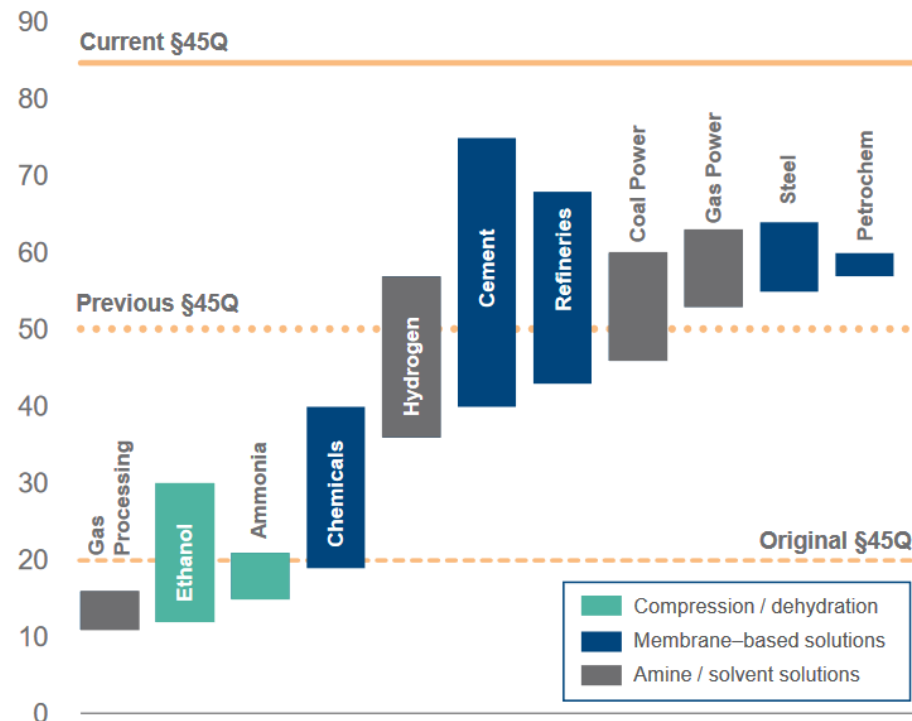 90
Current §45Q
80
70
60
Previous §45Q
50
40
30
20
10
0
Gas
Processing
Ethanol
Ammonia
Chemicals
Hydrogen
Cement
Refineries
Coal Power
Gas Power
Steel
Petrochem
Original §45Q
Compression / dehydration
Membrane–based solutions
Amine / solvent solutions